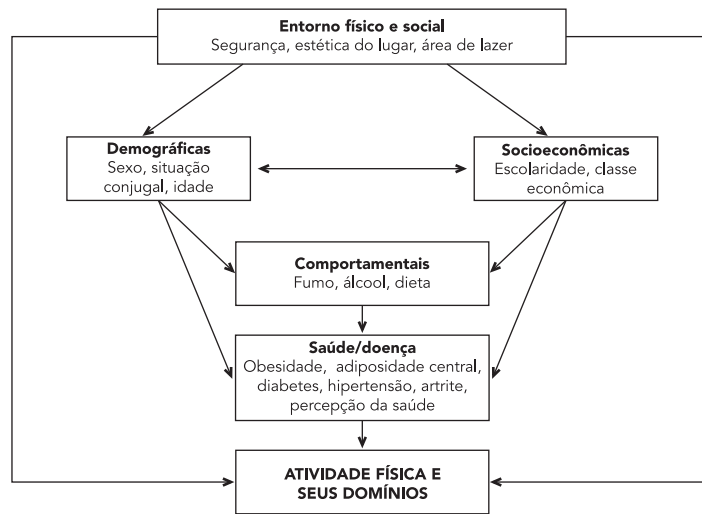 Entorno físico e social
Segurança, estética do lugar, área de lazer
Demográficas
Sexo, situação
conjugal, idade
Socioeconômicas
Escolaridade, classe
econômica
Comportamentais
Fumo, álcool, dieta
Saúde/doença
Obesidade, adiposidade central,
diabetes, hipertensão, artrite,
percepção da saúde
ATIVIDADE FÍSICA E
SEUS DOMÍNIOS